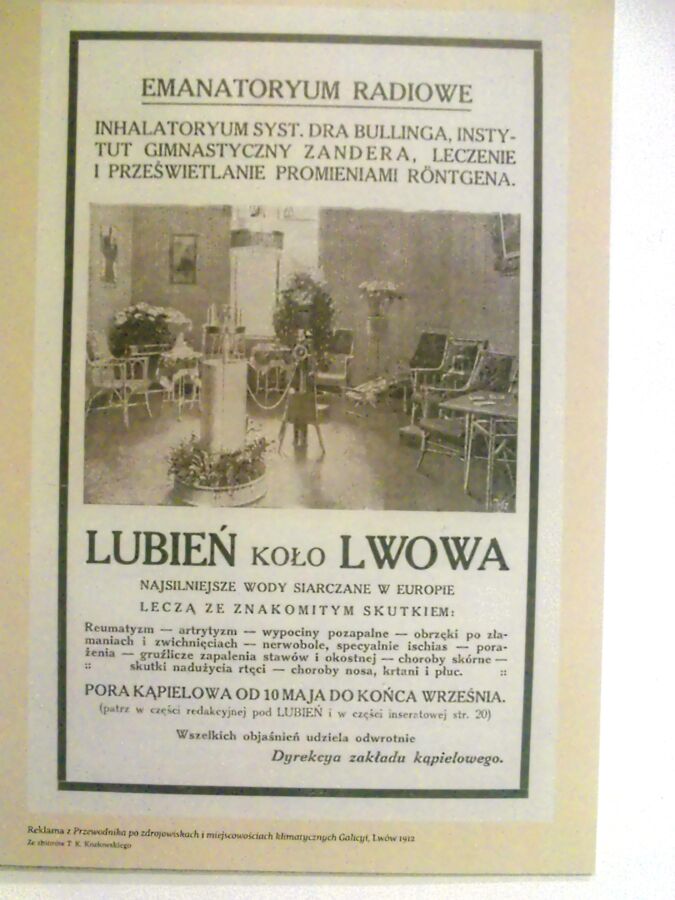 EMANATORYUM RADIOWE
INHALATORYUM SYST. DRA BULLINGA, INSTY-
TUT GIMNASTYCZNY ZANDERA, LECZENIE
I PRZEŚWIETLANIE PROMIENIAMI RÖNTGENA.
LUBIEŃ KOŁO LWOWA
NAJSILNIEJSZE WODY SIARCZANE W EUROPIE
LECZĄ ZE ZNAKOMITYM SKUTKIEM:
Reumatyzm — artrytyzm — wypociny pozapalne — obrzęki po zła-
maniach i zwichnięciach — nerwobole, specyalnie ischias — pora-
żenia — gruźlicze zapalenia stawów i okostnej — choroby skórne —
:: skutki nadużycia rtęci — choroby nosa, krtani i płuc. ::
PORA KĄPIELOWA OD 10 MAJA DO KOŃCA WRZEŚNIA.
(patrz w części redakcyjnej pod LUBIEŃ i w części inseratowej str. 20)
Wszelkich objaśnień udziela odwrotnie
Dyrekcya zakładu kąpielowego.
Reklama z Przewodnika po zdrojowiskach i miejscowościach klimatycznych Galicyi, Lwów 1912
Ze zbiorów T. K. Kozłowskiego